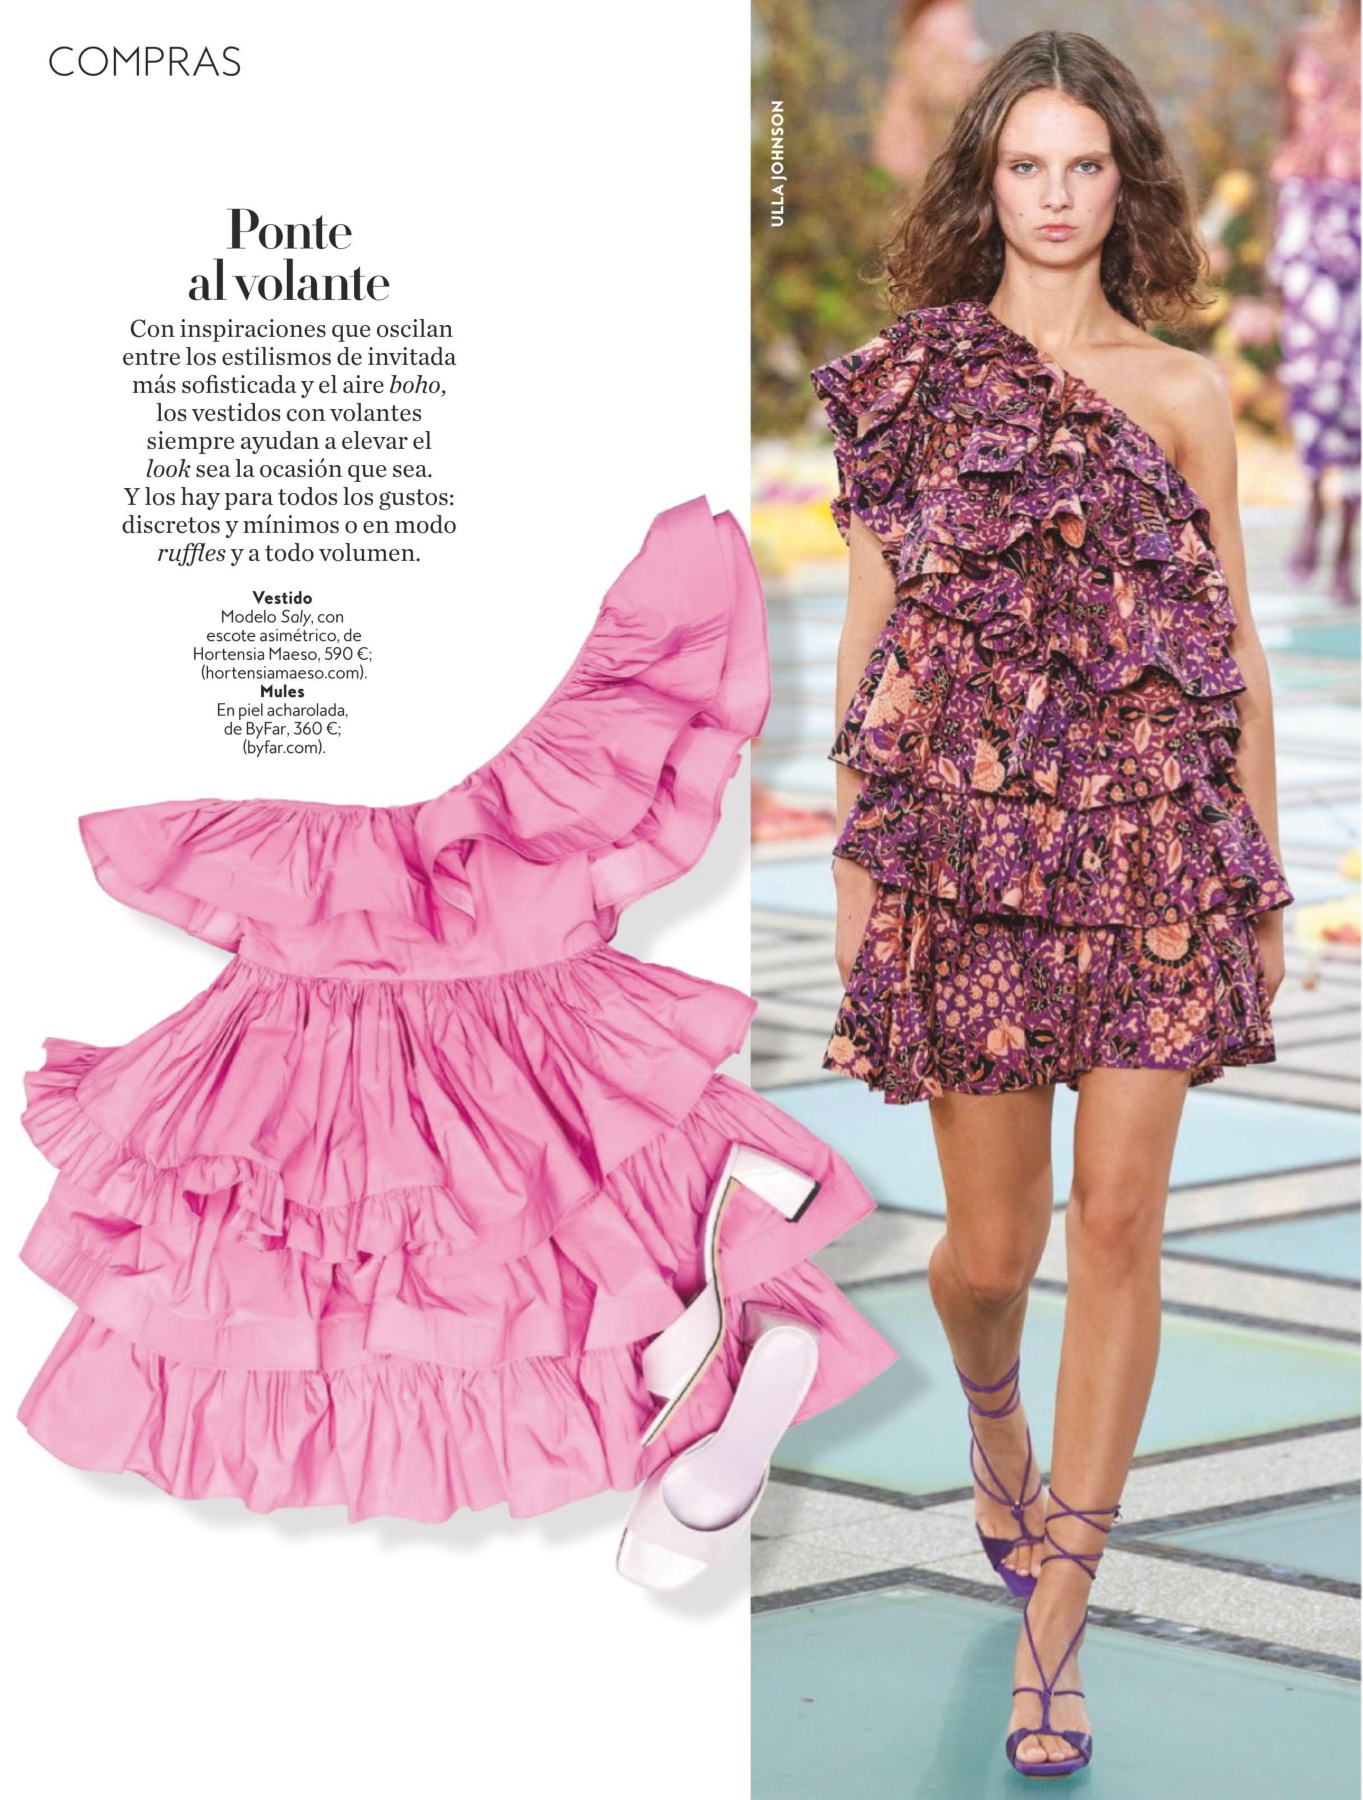 COMPRAS
ULLA JOHNSON
Ponte
al volante
Con inspiraciones que oscilan
entre los estilismos de invitada
más sofisticada y el aire boho,
los vestidos con volantes
siempre ayudan a elevar el
look sea la ocasión que sea.
Y los hay para todos los gustos:
discretos y mínimos o en modo
ruffles y a todo volumen.
Vestido
Modelo Saly, con
escote asimétrico, de
Hortensia Maeso, 590 €;
(hortensiamaeso.com).
Mules
En piel acharolada,
de ByFar, 360 €;
(byfar.com).